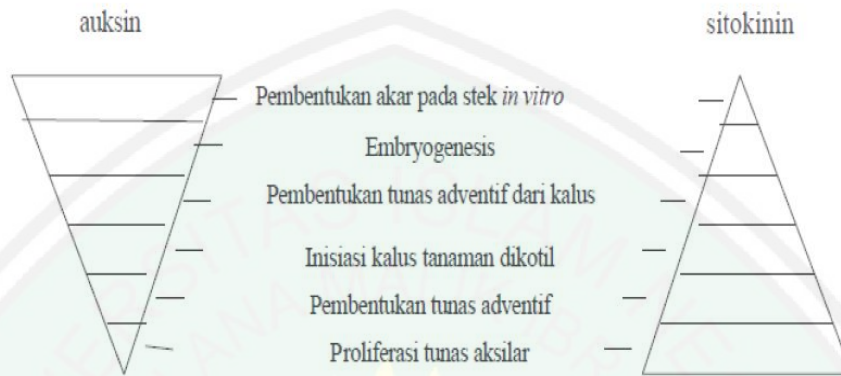 auksin
sitokinin
Pembentukan akar pada stek in vitro
Embryogenesis
Pembentukan tunas adventif dari kalus
Inisiasi kalus tanaman dikotil
Pembentukan tunas adventif
Proliferasi tunas aksilar